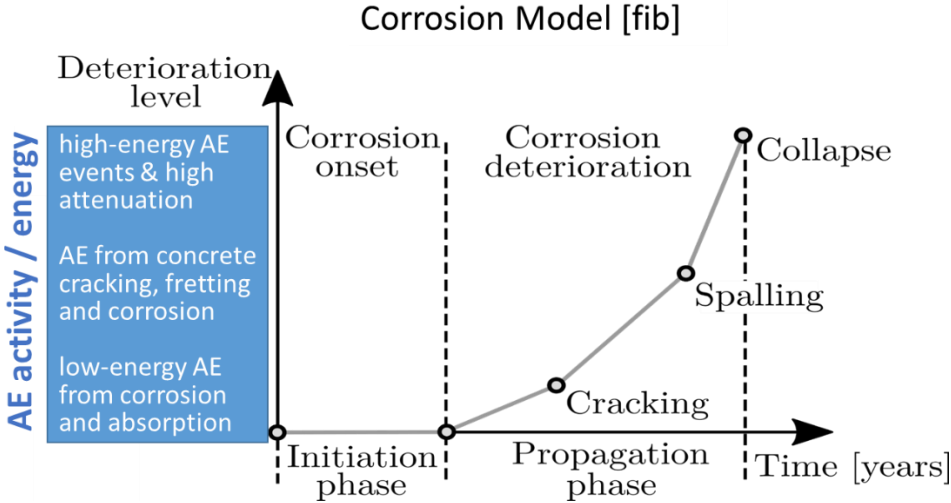 Corrosion Model [fib]
Deterioration
level
AE activity / energy
high-energy AE
events & high
attenuation
AE from concrete
cracking, fretting
and corrosion
low-energy AE
from corrosion
and absorption
Corrosion
onset
Corrosion
deterioration
Collapse
Spalling
Cracking
Initiation
phase
Propagation
phase
Time [years]